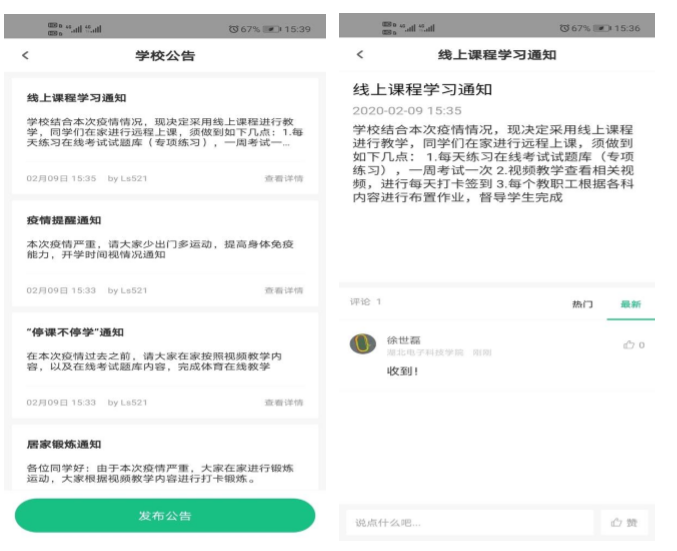 67% 15:39
学校公告
线上课程学习通知
学校结合本次疫情情况，现决定采用线上课程进行教
学，同学们在家进行远程上课，须做到如下几点：1.每
天练习在线考试试题库（专项练习），一周考试一...
02月09日 15:35 by Ls521 查看详情
疫情提醒通知
本次疫情严重，请大家少出门多运动，提高身体免疫
能力，开学时间视情况通知
02月09日 15:33 by Ls521 查看详情
“停课不停学”通知
在本次疫情过去之前，请大家在家按照视频教学内
容，以及在线考试题库内容，完成体育在线教学
02月09日 15:33 by Ls521 查看详情
居家锻炼通知
各位同学好：由于本次疫情严重，大家在家进行锻炼
运动，大家根据视频教学内容进行打卡锻炼。
发布公告
67% 15:36
线上课程学习通知
线上课程学习通知
2020-02-09 15:35
学校结合本次疫情情况，现决定采用线上课程
进行教学，同学们在家进行远程上课，须做到
如下几点： 1.每天练习在线考试试题库（专项
练习），一周考试一次 2.视频教学查看相关视
频，进行每天打卡签到 3.每个教职工根据各科
内容进行布置作业，督导学生完成
评论 1 热门 最新
徐世磊 0
湖北电子科技学院 刚刚
收到！
说点什么吧... 赞